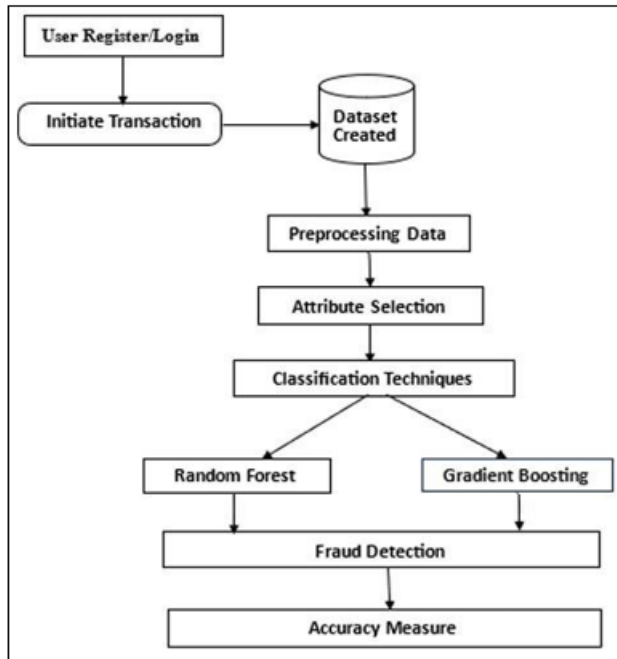 User Register/Login
Initiate Transaction
Dataset
Created
Preprocessing Data
Attribute Selection
Classification Techniques
Random Forest
Gradient Boosting
Fraud Detection
Accuracy Measure